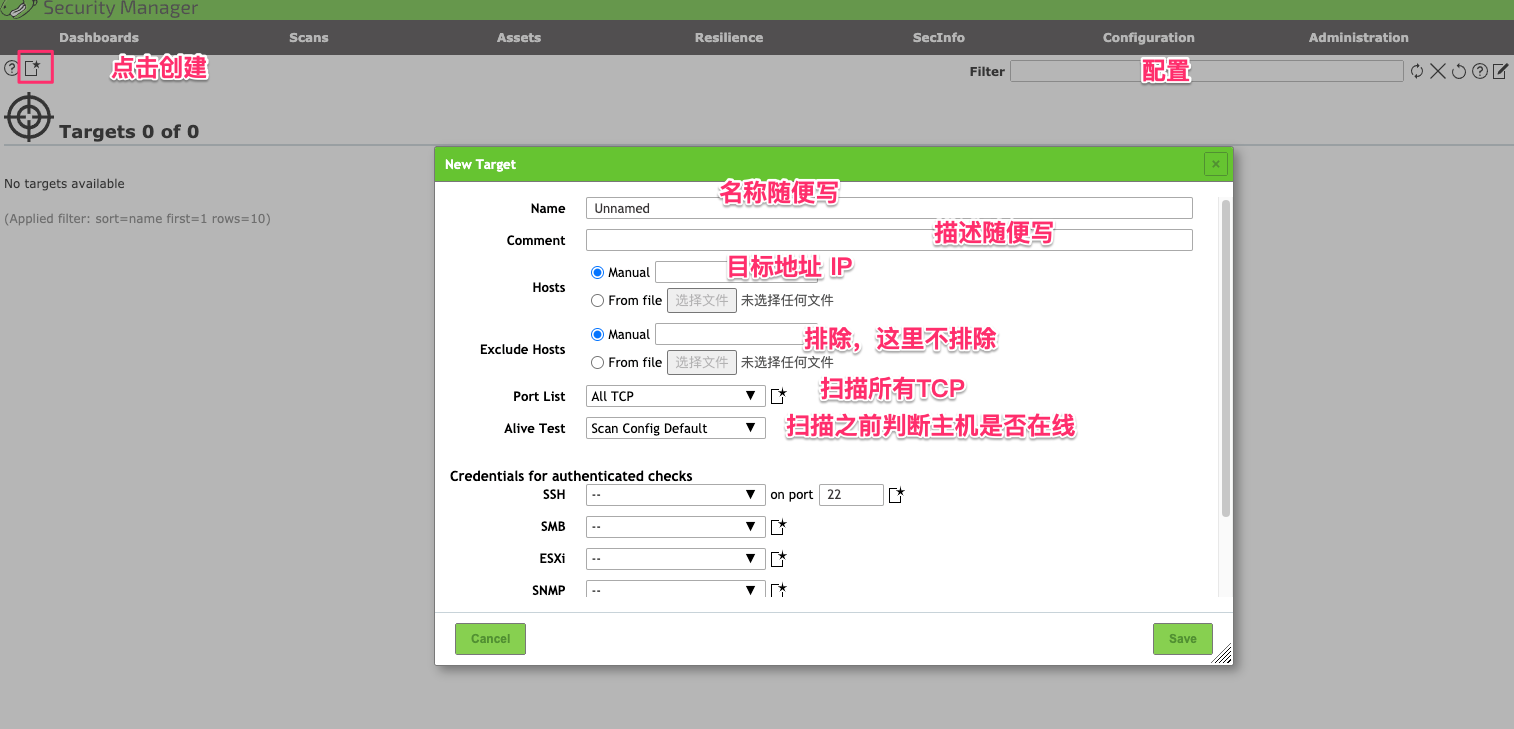 Security Manager
Dashboards Scans Assets Resilience SecInfo Configuration Administration
点击创建
Filter 配置
Targets 0 of 0
No targets available
(Applied filter: sort=name first=1 rows=10)
New Target
名称随便写
Name Unnamed
描述随便写
Comment
目标地址 IP
Manual
Hosts
From file 选择文件 未选择任何文件
Manual 排除，这里不排除
Exclude Hosts
From file 选择文件 未选择任何文件
Port List All TCP 扫描所有TCP
Alive Test Scan Config Default 扫描之前判断主机是否在线
Credentials for authenticated checks
SSH -- on port 22
SMB --
ESXi --
SNMP --
Cancel Save